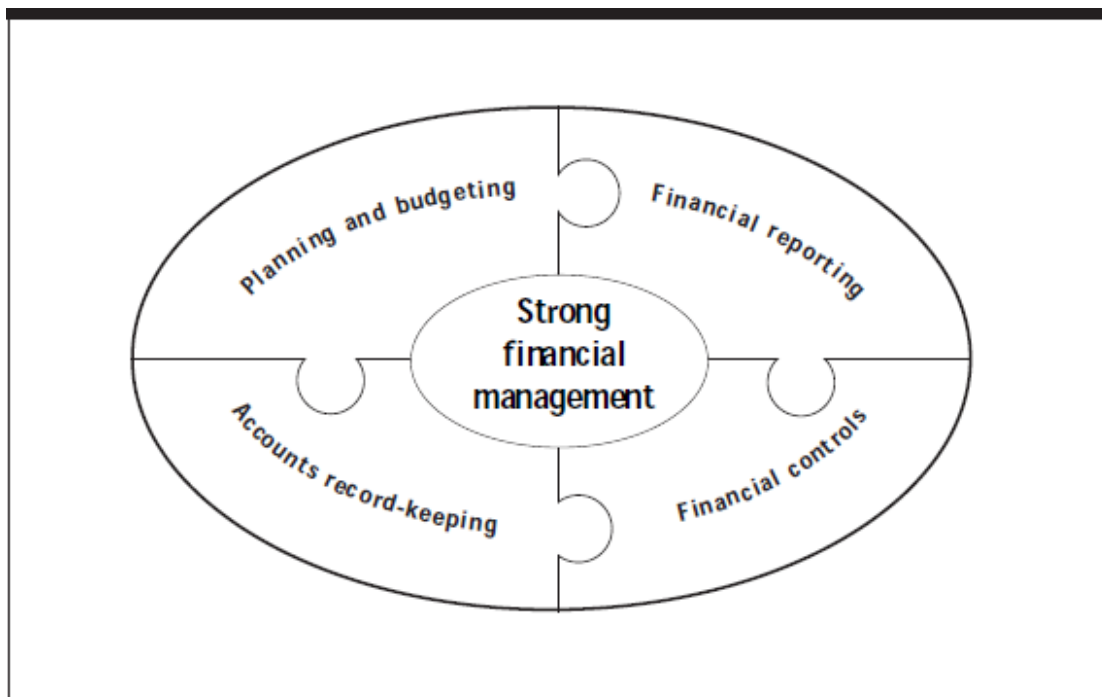 Planning and budgeting
Financial reporting
Strong
financial
management
Accounts record-keeping
Financial controls